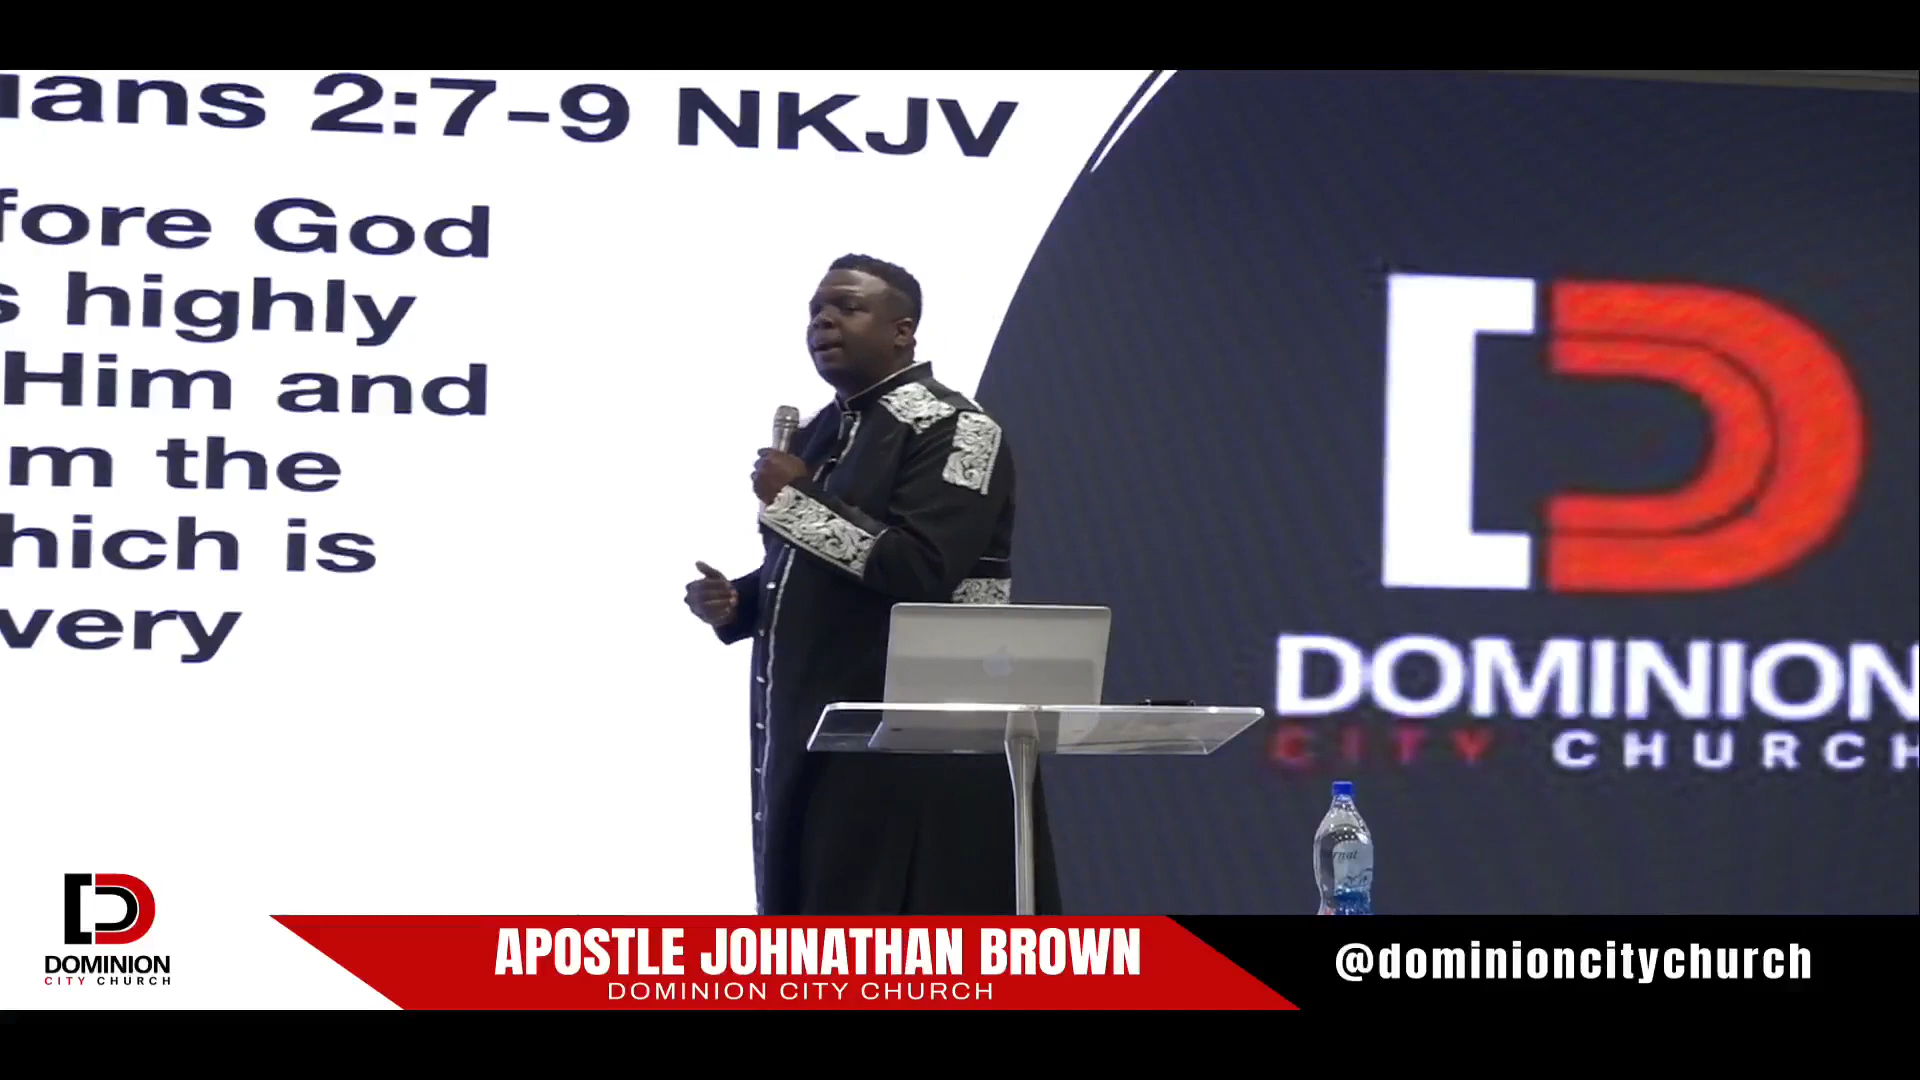 ians 2:7-9 NKJV
fore God
s highly
Him and
m the
hich is
very
DOMINION
CITY CHURCH
rnal
DOMINION
CITY CHURCH
APOSTLE JOHNATHAN BROWN
DOMINION CITY CHURCH
@dominioncitychurch